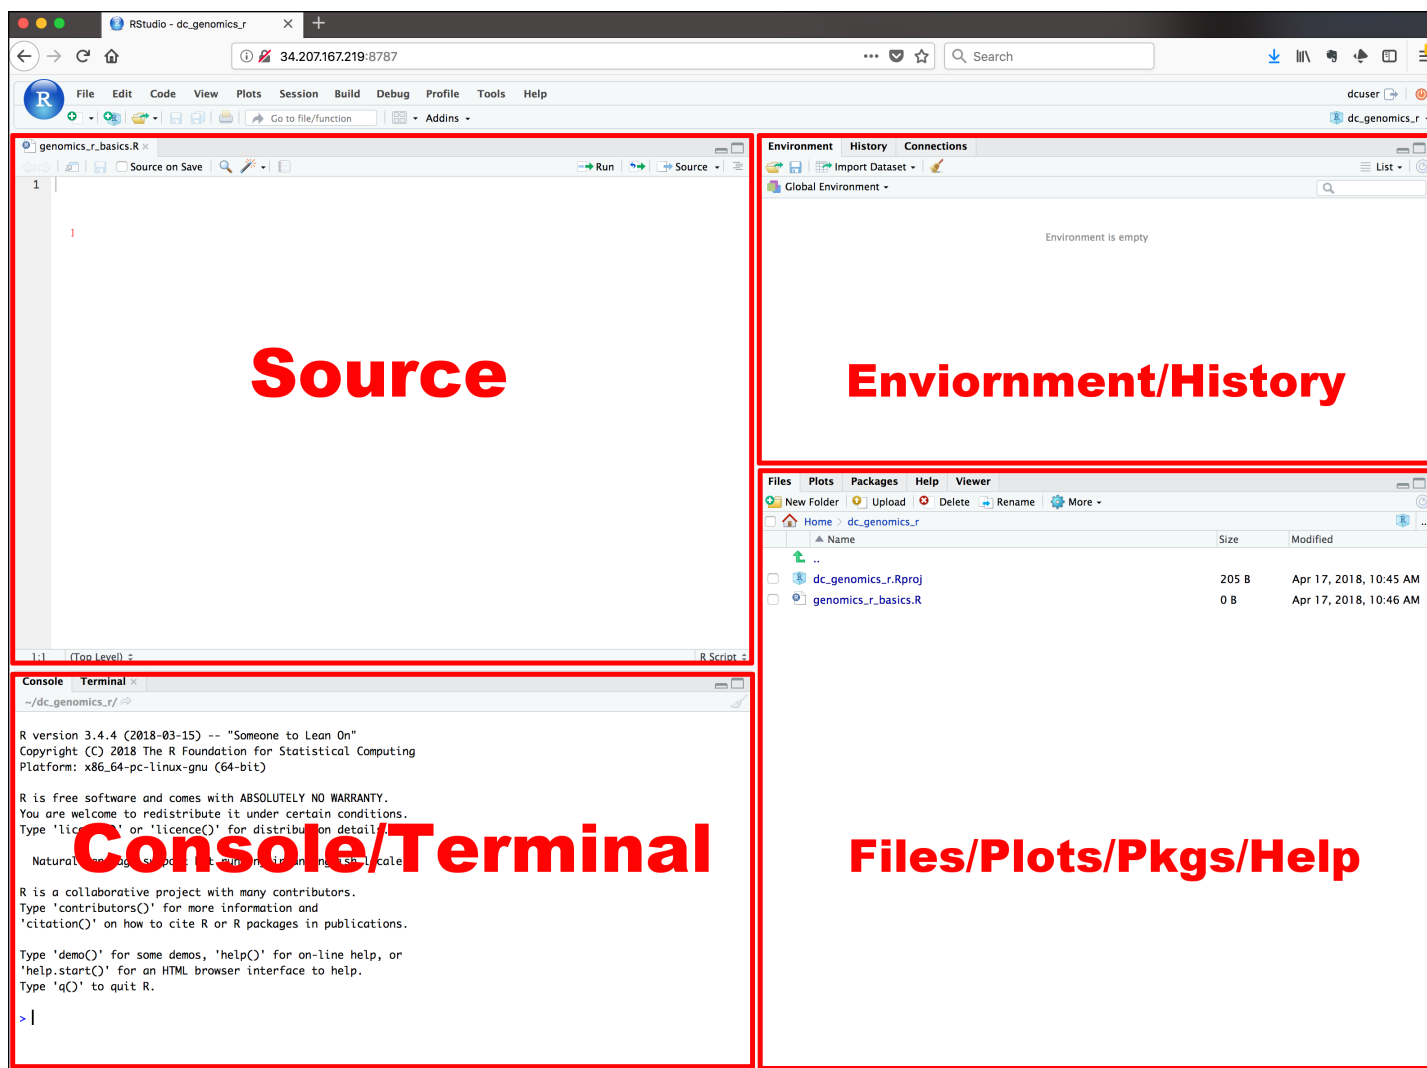 RStudio - dc_genomics_r
34.207.167.219:8787
Search
File Edit Code View Plots Session Build Debug Profile Tools Help
dcuser
Go to file/function
Addins
dc_genomics_r
genomics_r_basics.R
Source on Save
Run
Source
1
]
Source
1:1 (Top Level)
R Script
Environment History Connections
Import Dataset
List
Global Environment
Environment is empty
Enviornment/History
Console Terminal
~/dc_genomics_r/
R version 3.4.4 (2018-03-15) -- "Someone to Lean On"
Copyright (C) 2018 The R Foundation for Statistical Computing
Platform: x86_64-pc-linux-gnu (64-bit)
R is free software and comes with ABSOLUTELY NO WARRANTY.
You are welcome to redistribute it under certain conditions.
Type 'lic or 'licence()' for distribution details.
Console/Terminal
Natural
R is a collaborative project with many contributors.
Type 'contributors()' for more information and
'citation()' on how to cite R or R packages in publications.
Type 'demo()' for some demos, 'help()' for on-line help, or
'help.start()' for an HTML browser interface to help.
Type 'q()' to quit R.
>
Files Plots Packages Help Viewer
New Folder Upload Delete Rename More
Home dc_genomics_r
Name Size Modified
..
dc_genomics_r.Rproj 205 B Apr 17, 2018, 10:45 AM
genomics_r_basics.R 0 B Apr 17, 2018, 10:46 AM
Files/Plots/Pkgs/Help